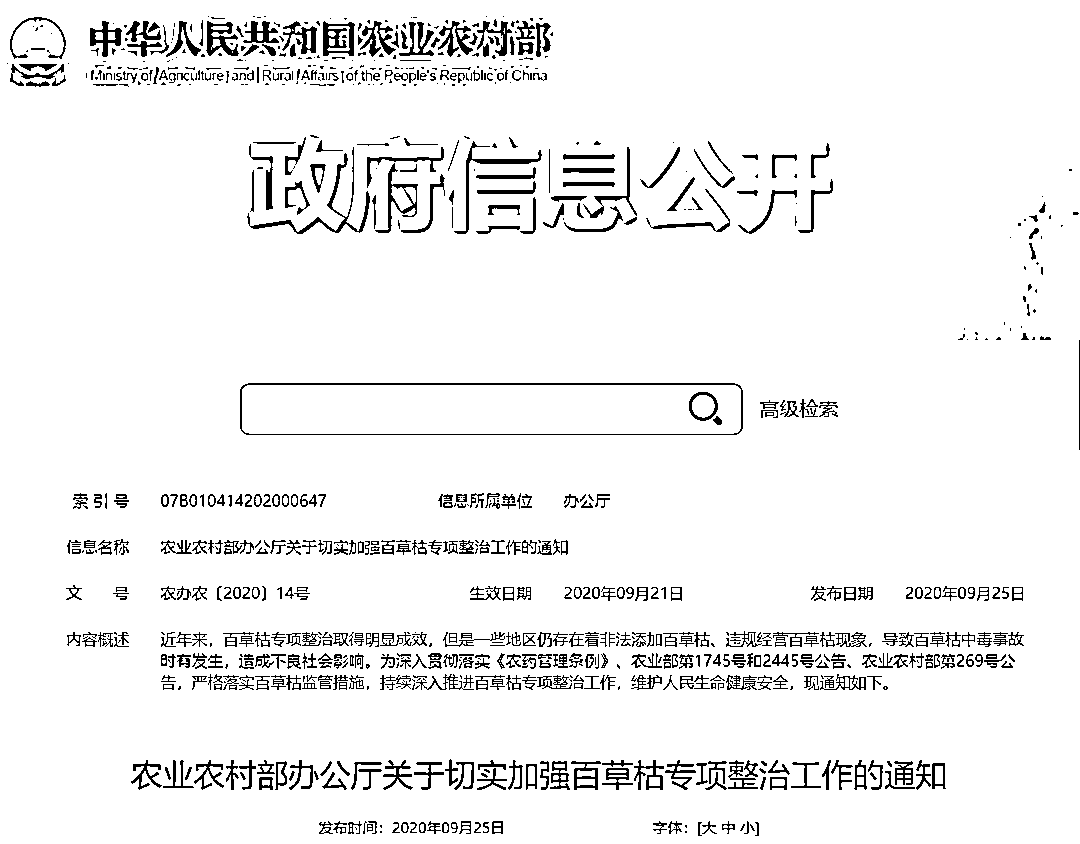 中华人民共和国农业农村部
Ministry of Agriculture and Rural Affairs of the People's Republic of China
政府信息公开
高级检索
索引号 07B010414202000647 信息所属单位 办公厅
信息名称 农业农村部办公厅关于切实加强百草枯专项整治工作的通知
文号 农办农〔2020〕14号 生效日期 2020年09月21日 发布日期 2020年09月25日
内容概述 近年来，百草枯专项整治取得明显成效，但是一些地区仍存在着非法添加百草枯、违规经营百草枯现象，导致百草枯中毒事故
时有发生，造成不良社会影响。为深入贯彻落实《农药管理条例》、农业部第1745号和2445号公告、农业农村部第269号公
告，严格落实百草枯监管措施，持续深入推进百草枯专项整治工作，维护人民生命健康安全，现通知如下。
农业农村部办公厅关于切实加强百草枯专项整治工作的通知
发布时间：2020年09月25日 字体：[大 中 小]